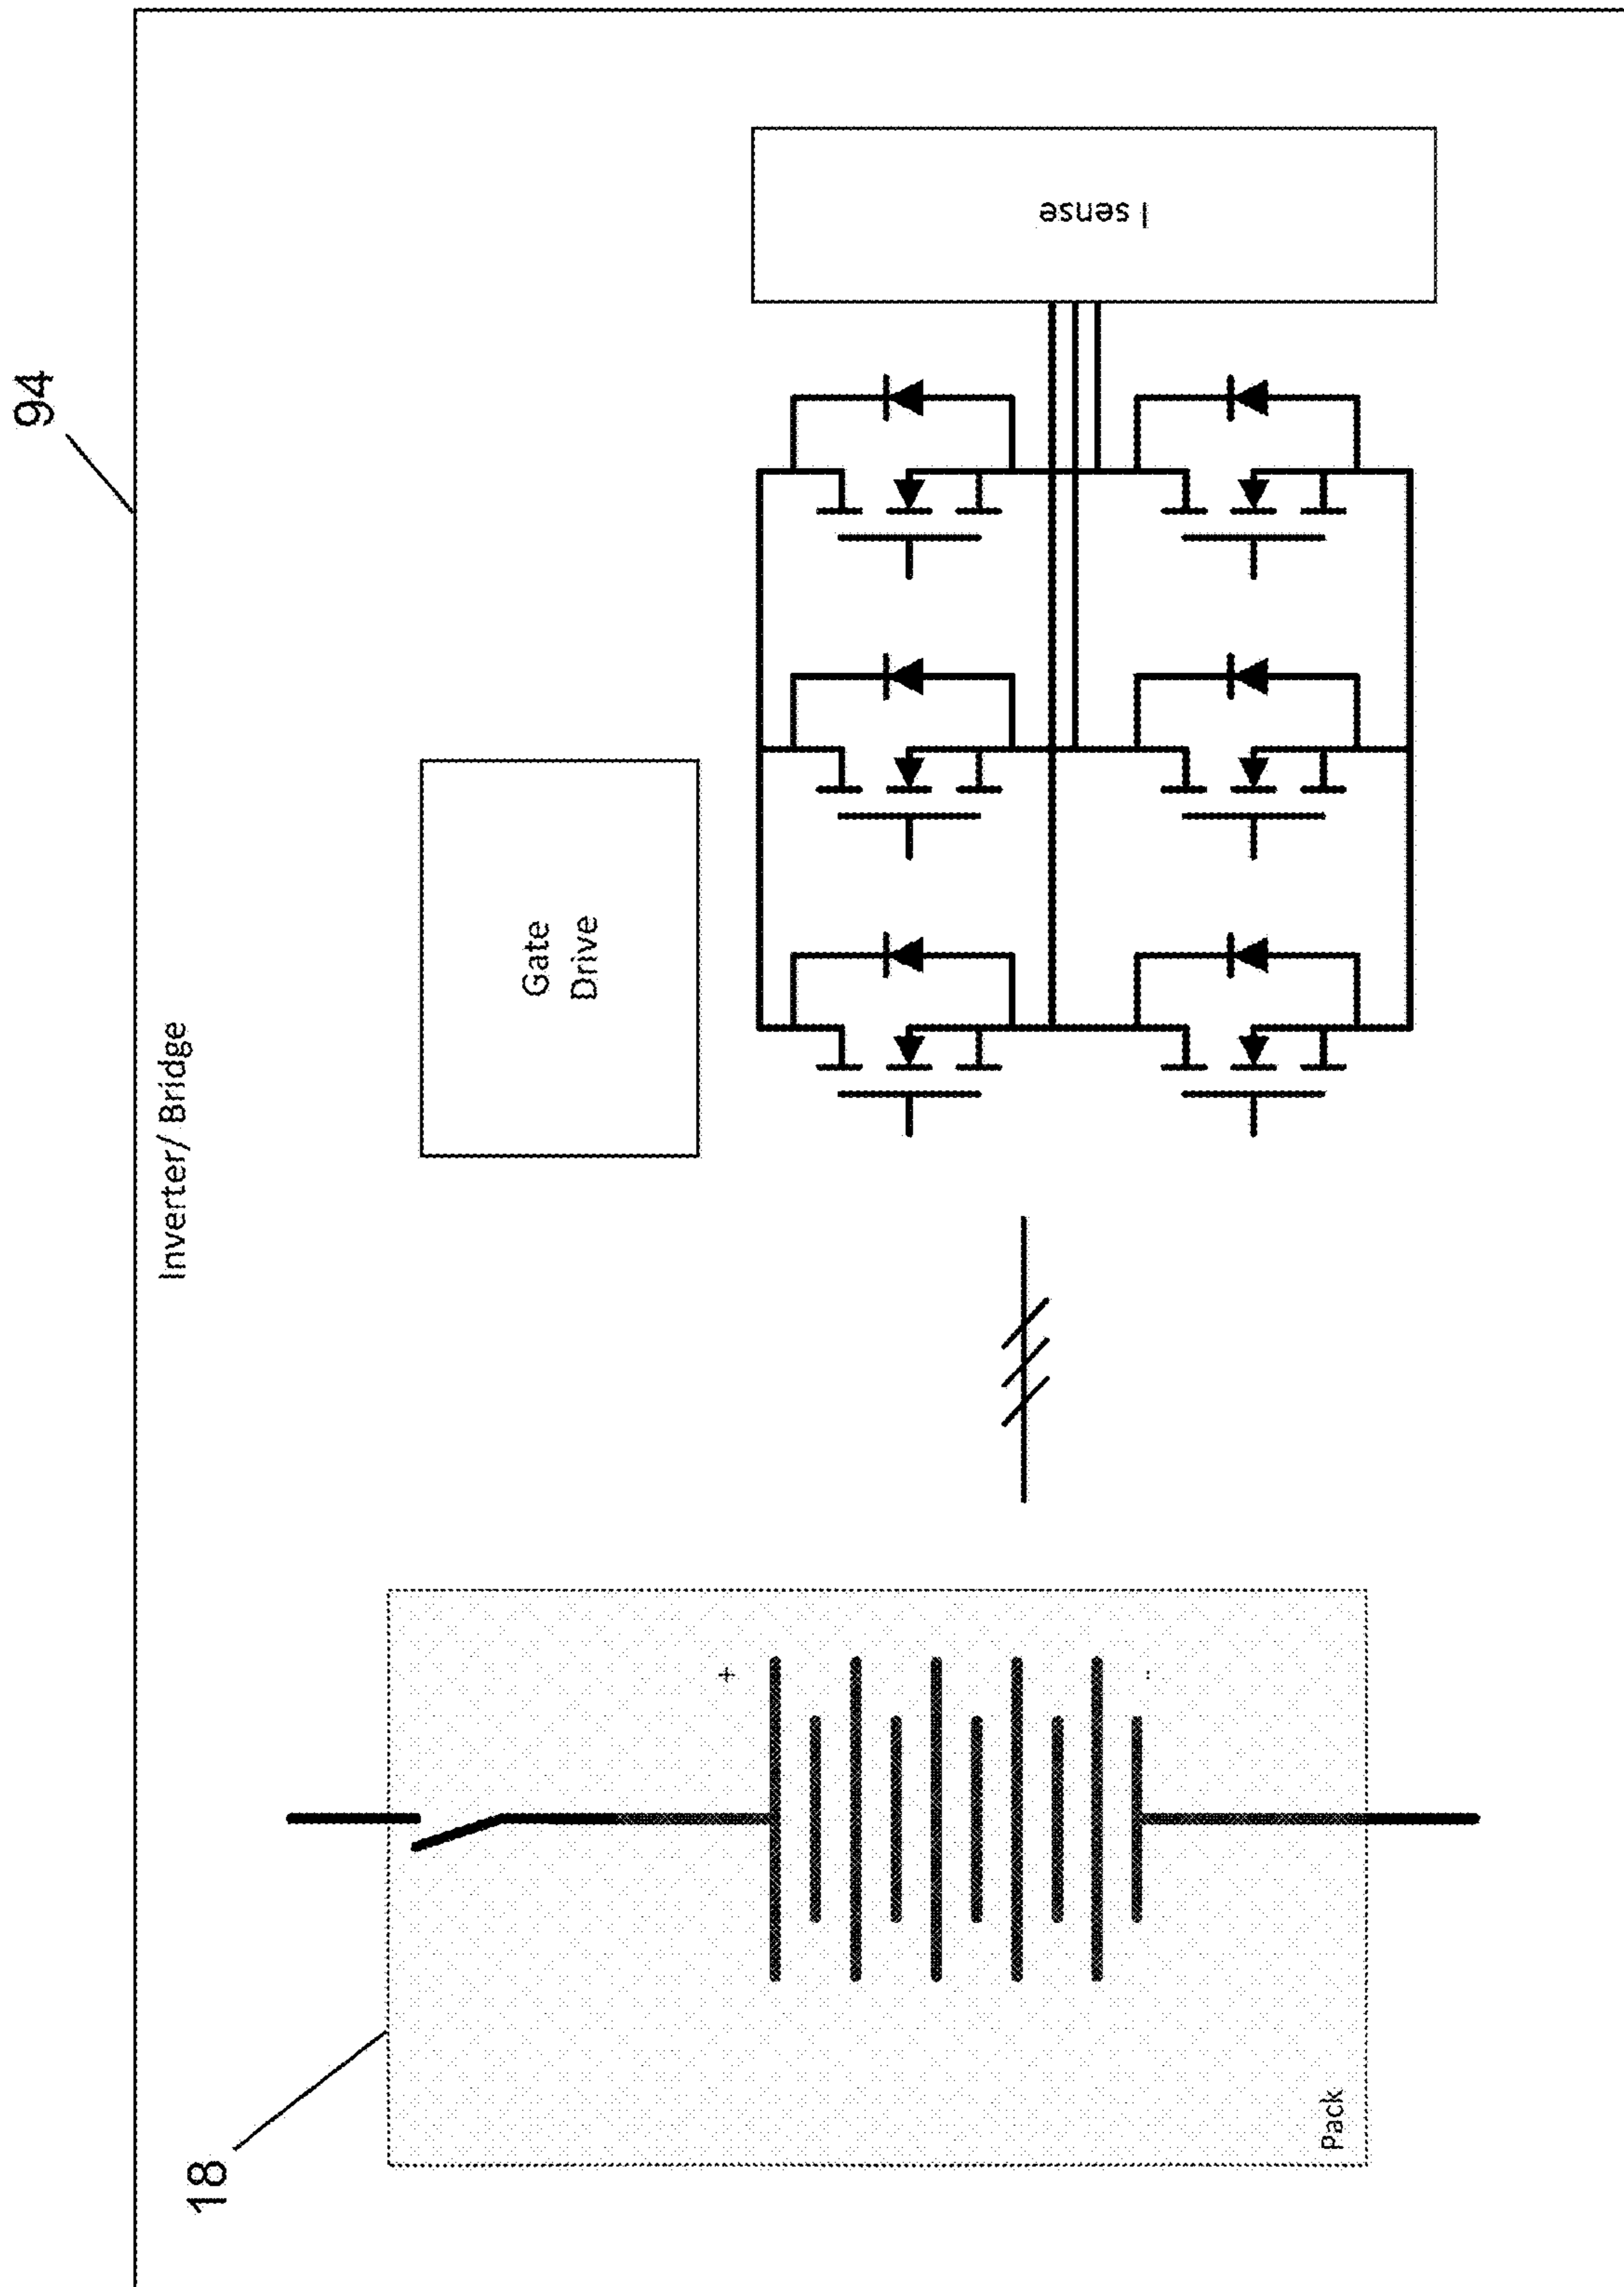 94
Inverter/ Bridge
18
Gate
Drive
I sense
+
-
Pack